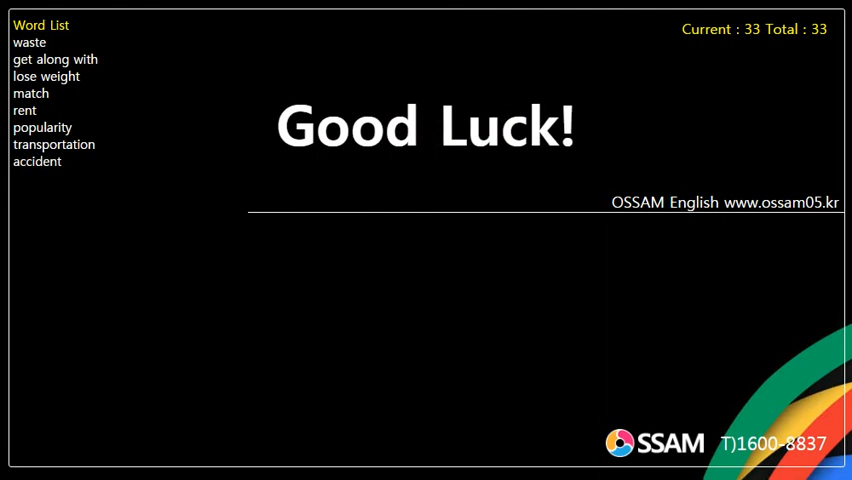 Word List
waste
get along with
lose weight
match
rent
popularity
transportation
accident
Current : 33 Total : 33
Good Luck!
OSSAM English www.ossam05.kr
OSSAM T)1600-8837